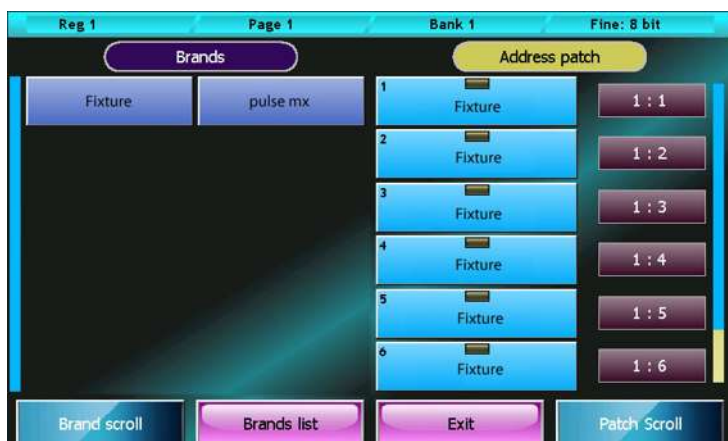 Reg 1 Page 1 Bank 1 Fine: 8 bit
Brands Address patch
Fixture pulse mx
1 Fixture 1 : 1
2 Fixture 1 : 2
3 Fixture 1 : 3
4 Fixture 1 : 4
5 Fixture 1 : 5
6 Fixture 1 : 6
Brand scroll Brands list Exit Patch Scroll